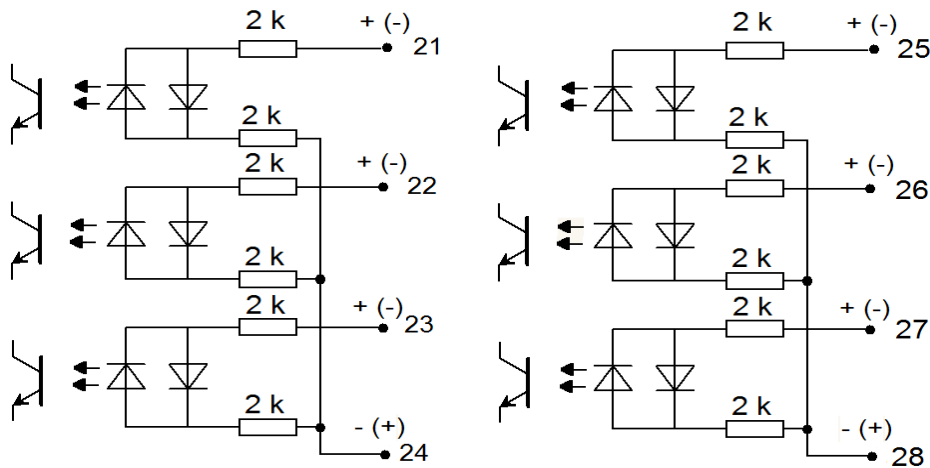 2 k
+ (-)
21
2 k
2 k
+ (-)
22
2 k
2 k
+ (-)
23
2 k
- (+)
24
2 k
+ (-)
25
2 k
2 k
+ (-)
26
2 k
2 k
+ (-)
27
2 k
- (+)
28